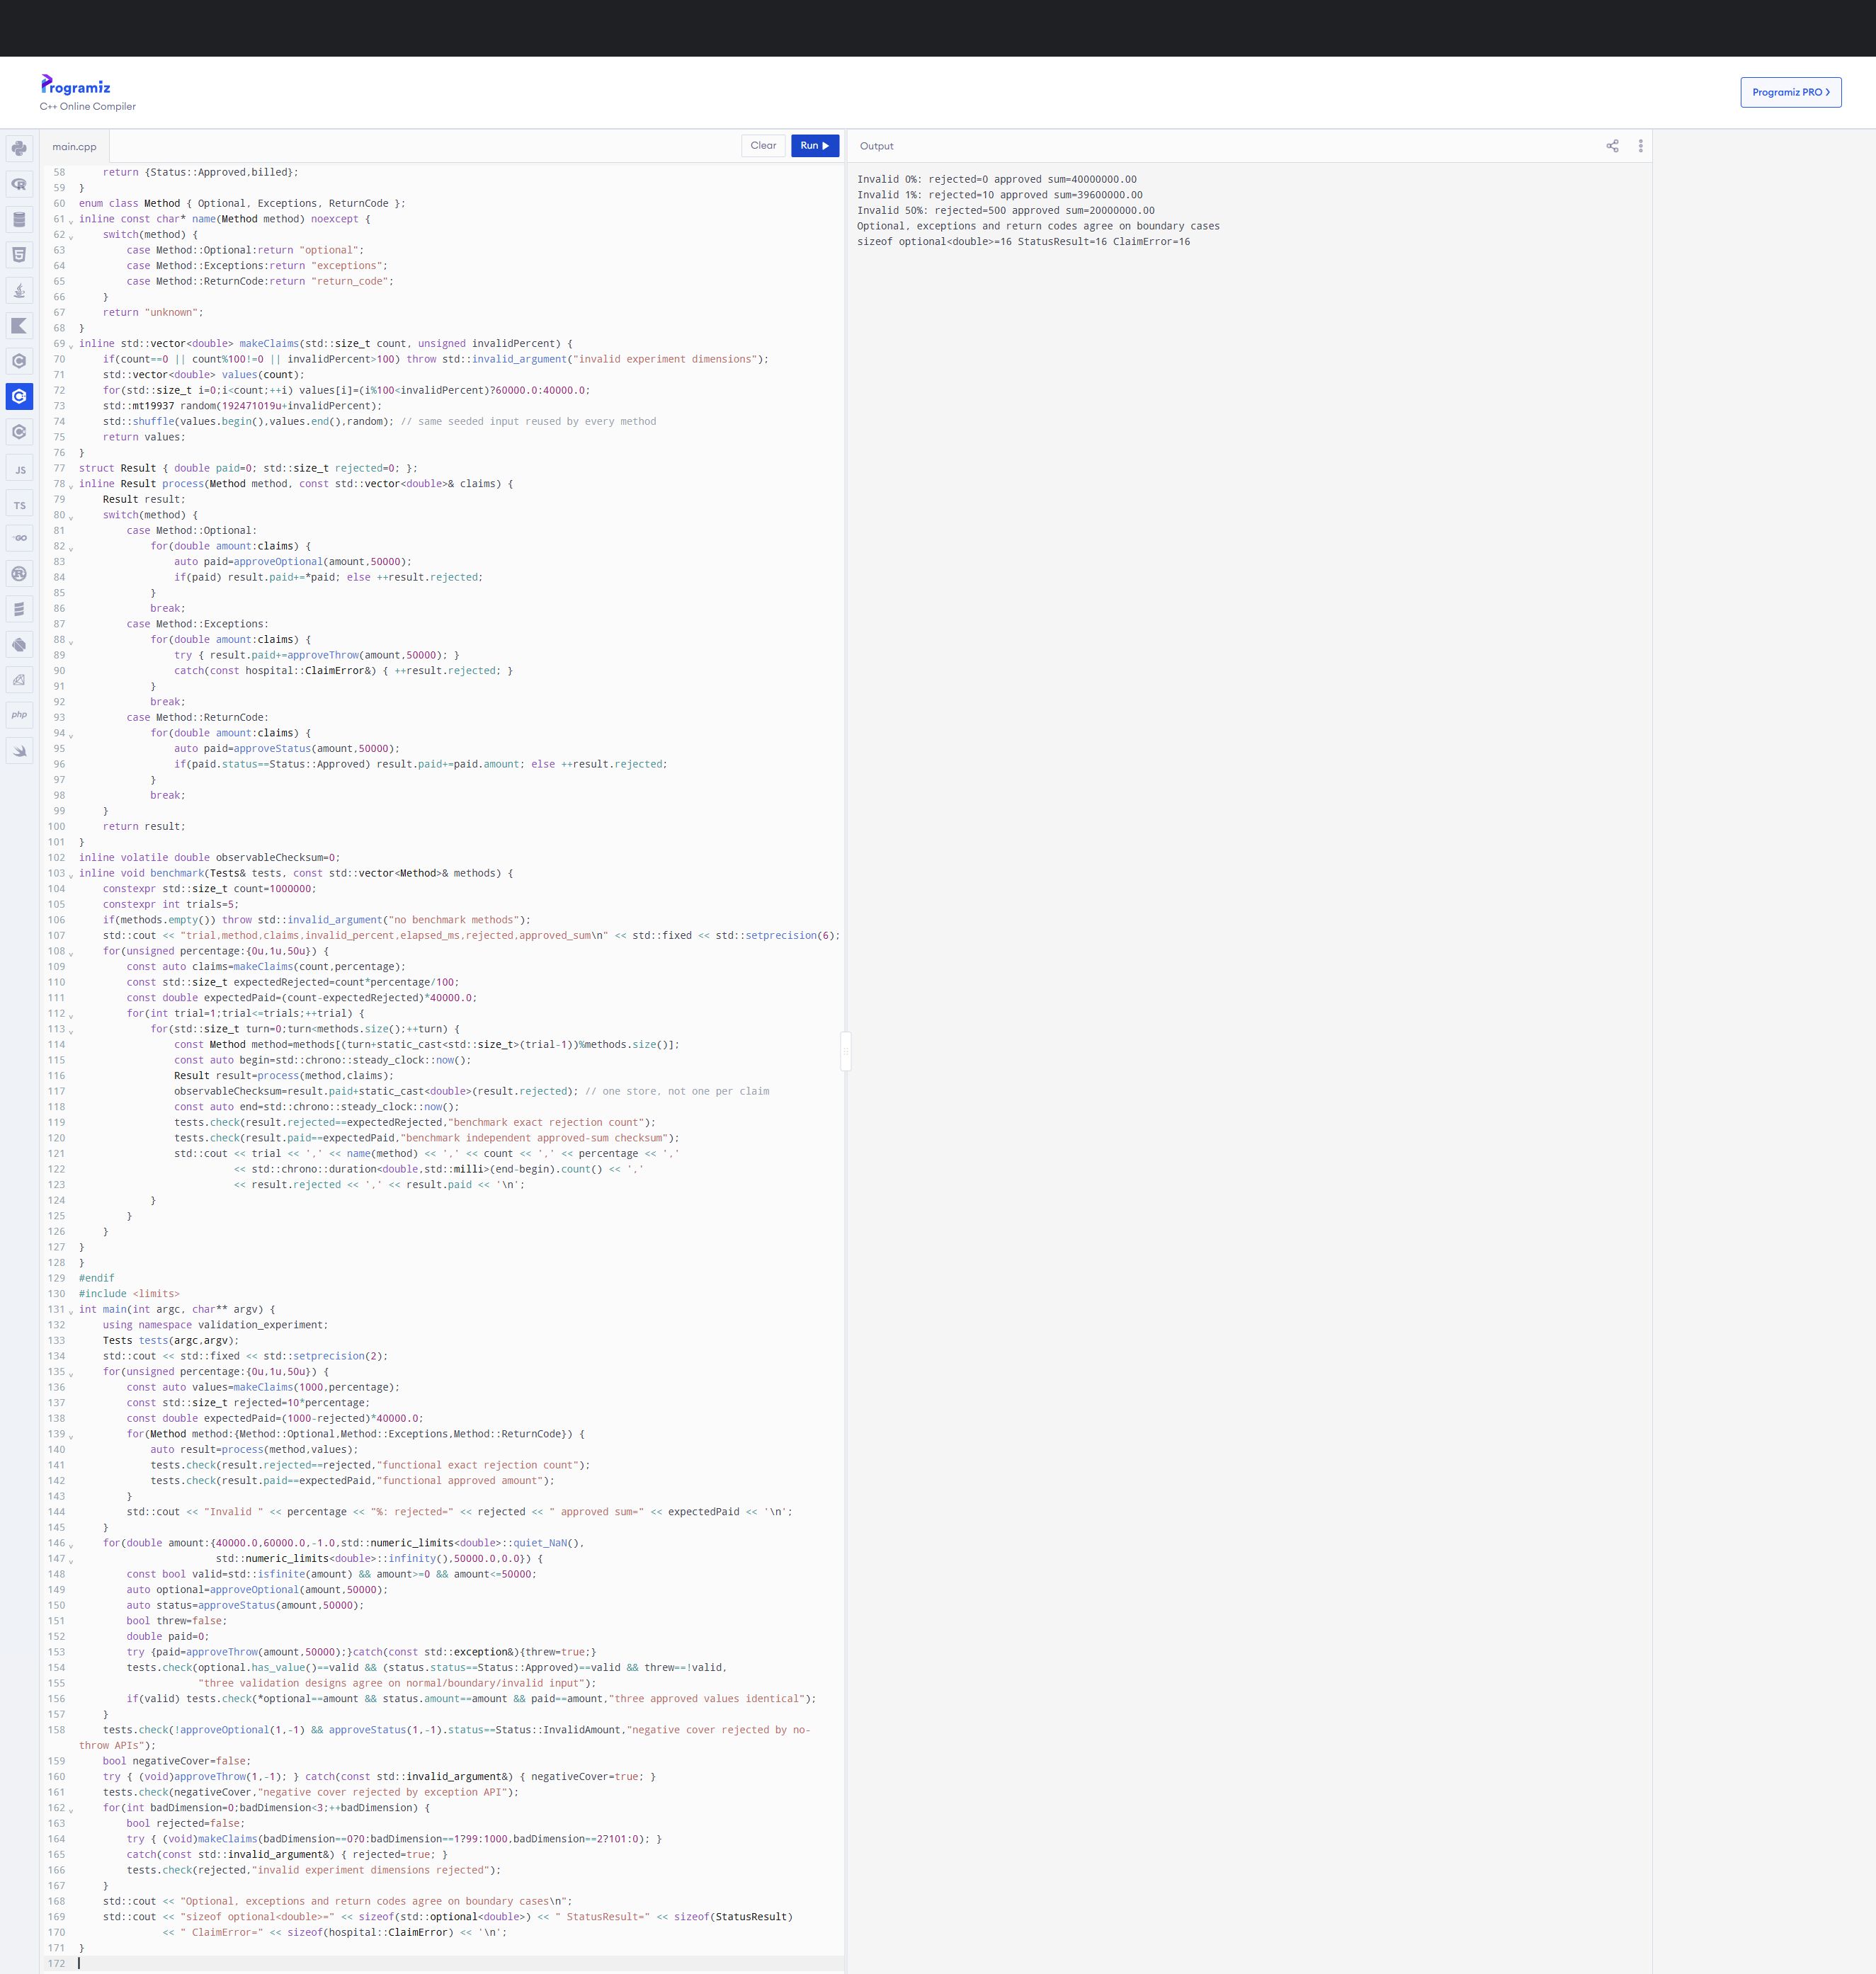 Programiz
C++ Online Compiler
Programiz PRO
main.cpp
Clear
Run
Output
58     return {Status::Approved,billed};
59 }
60 enum class Method { Optional, Exceptions, ReturnCode };
61 inline const char* name(Method method) noexcept {
62     switch(method) {
63         case Method::Optional:return "optional";
64         case Method::Exceptions:return "exceptions";
65         case Method::ReturnCode:return "return_code";
66     }
67     return "unknown";
68 }
69 inline std::vector<double> makeClaims(std::size_t count, unsigned invalidPercent) {
70     if(count==0 || count%100!=0 || invalidPercent>100) throw std::invalid_argument("invalid experiment dimensions");
71     std::vector<double> values(count);
72     for(std::size_t i=0;i<count;++i) values[i]=(i%100<invalidPercent)?60000.0:40000.0;
73     std::mt19937 random(192471019u+invalidPercent);
74     std::shuffle(values.begin(),values.end(),random); // same seeded input reused by every method
75     return values;
76 }
77 struct Result { double paid=0; std::size_t rejected=0; };
78 inline Result process(Method method, const std::vector<double>& claims) {
79     Result result;
80     switch(method) {
81         case Method::Optional:
82             for(double amount:claims) {
83                 auto paid=approveOptional(amount,50000);
84                 if(paid) result.paid+=*paid; else ++result.rejected;
85             }
86             break;
87         case Method::Exceptions:
88             for(double amount:claims) {
89                 try { result.paid+=approveThrow(amount,50000); }
90                 catch(const hospital::ClaimError&) { ++result.rejected; }
91             }
92             break;
93         case Method::ReturnCode:
94             for(double amount:claims) {
95                 auto paid=approveStatus(amount,50000);
96                 if(paid.status==Status::Approved) result.paid+=paid.amount; else ++result.rejected;
97             }
98             break;
99     }
100     return result;
101 }
102 inline volatile double observableChecksum=0;
103 inline void benchmark(Tests& tests, const std::vector<Method>& methods) {
104     constexpr std::size_t count=1000000;
105     constexpr int trials=5;
106     if(methods.empty()) throw std::invalid_argument("no benchmark methods");
107     std::cout << "trial,method,claims,invalid_percent,elapsed_ms,rejected,approved_sum\n" << std::fixed << std::setprecision(6);
108     for(unsigned percentage:{0u,1u,50u}) {
109         const auto claims=makeClaims(count,percentage);
110         const std::size_t expectedRejected=count*percentage/100;
111         const double expectedPaid=(count-expectedRejected)*40000.0;
112         for(int trial=1;trial<=trials;++trial) {
113             for(std::size_t turn=0;turn<methods.size();++turn) {
114                 const Method method=methods[(turn+static_cast<std::size_t>(trial-1))%methods.size()];
115                 const auto begin=std::chrono::steady_clock::now();
116                 Result result=process(method,claims);
117                 observableChecksum=result.paid+static_cast<double>(result.rejected); // one store, not one per claim
118                 const auto end=std::chrono::steady_clock::now();
119                 tests.check(result.rejected==expectedRejected,"benchmark exact rejection count");
120                 tests.check(result.paid==expectedPaid,"benchmark independent approved-sum checksum");
121                 std::cout << trial << ',' << name(method) << ',' << count << ',' << percentage << ','
122                           << std::chrono::duration<double,std::milli>(end-begin).count() << ','
123                           << result.rejected << ',' << result.paid << '\n';
124             }
125         }
126     }
127 }
128 }
129 #endif
130 #include <limits>
131 int main(int argc, char** argv) {
132     using namespace validation_experiment;
133     Tests tests(argc,argv);
134     std::cout << std::fixed << std::setprecision(2);
135     for(unsigned percentage:{0u,1u,50u}) {
136         const auto values=makeClaims(1000,percentage);
137         const std::size_t rejected=10*percentage;
138         const double expectedPaid=(1000-rejected)*40000.0;
139         for(Method method:{Method::Optional,Method::Exceptions,Method::ReturnCode}) {
140             auto result=process(method,values);
141             tests.check(result.rejected==rejected,"functional exact rejection count");
142             tests.check(result.paid==expectedPaid,"functional approved amount");
143         }
144         std::cout << "Invalid " << percentage << "%: rejected=" << rejected << " approved sum=" << expectedPaid << '\n';
145     }
146     for(double amount:{40000.0,60000.0,-1.0,std::numeric_limits<double>::quiet_NaN(),
147                        std::numeric_limits<double>::infinity(),50000.0,0.0}) {
148         const bool valid=std::isfinite(amount) && amount>=0 && amount<=50000;
149         auto optional=approveOptional(amount,50000);
150         auto status=approveStatus(amount,50000);
151         bool threw=false;
152         double paid=0;
153         try {paid=approveThrow(amount,50000);}catch(const std::exception&){threw=true;}
154         tests.check(optional.has_value()==valid && (status.status==Status::Approved)==valid && threw==!valid,
155                     "three validation designs agree on normal/boundary/invalid input");
156         if(valid) tests.check(*optional==amount && status.amount==amount && paid==amount,"three approved values identical");
157     }
158     tests.check(!approveOptional(1,-1) && approveStatus(1,-1).status==Status::InvalidAmount,"negative cover rejected by no-
throw APIs");
159     bool negativeCover=false;
160     try { (void)approveThrow(1,-1); } catch(const std::invalid_argument&) { negativeCover=true; }
161     tests.check(negativeCover,"negative cover rejected by exception API");
162     for(int badDimension=0;badDimension<3;++badDimension) {
163         bool rejected=false;
164         try { (void)makeClaims(badDimension==0?0:badDimension==1?99:1000,badDimension==2?101:0); }
165         catch(const std::invalid_argument&) { rejected=true; }
166         tests.check(rejected,"invalid experiment dimensions rejected");
167     }
168     std::cout << "Optional, exceptions and return codes agree on boundary cases\n";
169     std::cout << "sizeof optional<double>=" << sizeof(std::optional<double>) << " StatusResult=" << sizeof(StatusResult)
170               << " ClaimError=" << sizeof(hospital::ClaimError) << '\n';
171 }
172
Invalid 0%: rejected=0 approved sum=40000000.00
Invalid 1%: rejected=10 approved sum=39600000.00
Invalid 50%: rejected=500 approved sum=20000000.00
Optional, exceptions and return codes agree on boundary cases
sizeof optional<double>=16 StatusResult=16 ClaimError=16
JS
TS
GO
php